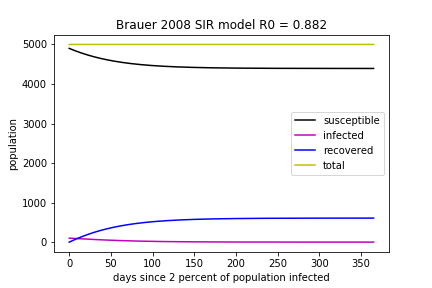 Brauer 2008 SIR model R0 = 0.882
population
5000
4000
3000
2000
1000
0
susceptible
infected
recovered
total
0 50 100 150 200 250 300 350
days since 2 percent of population infected